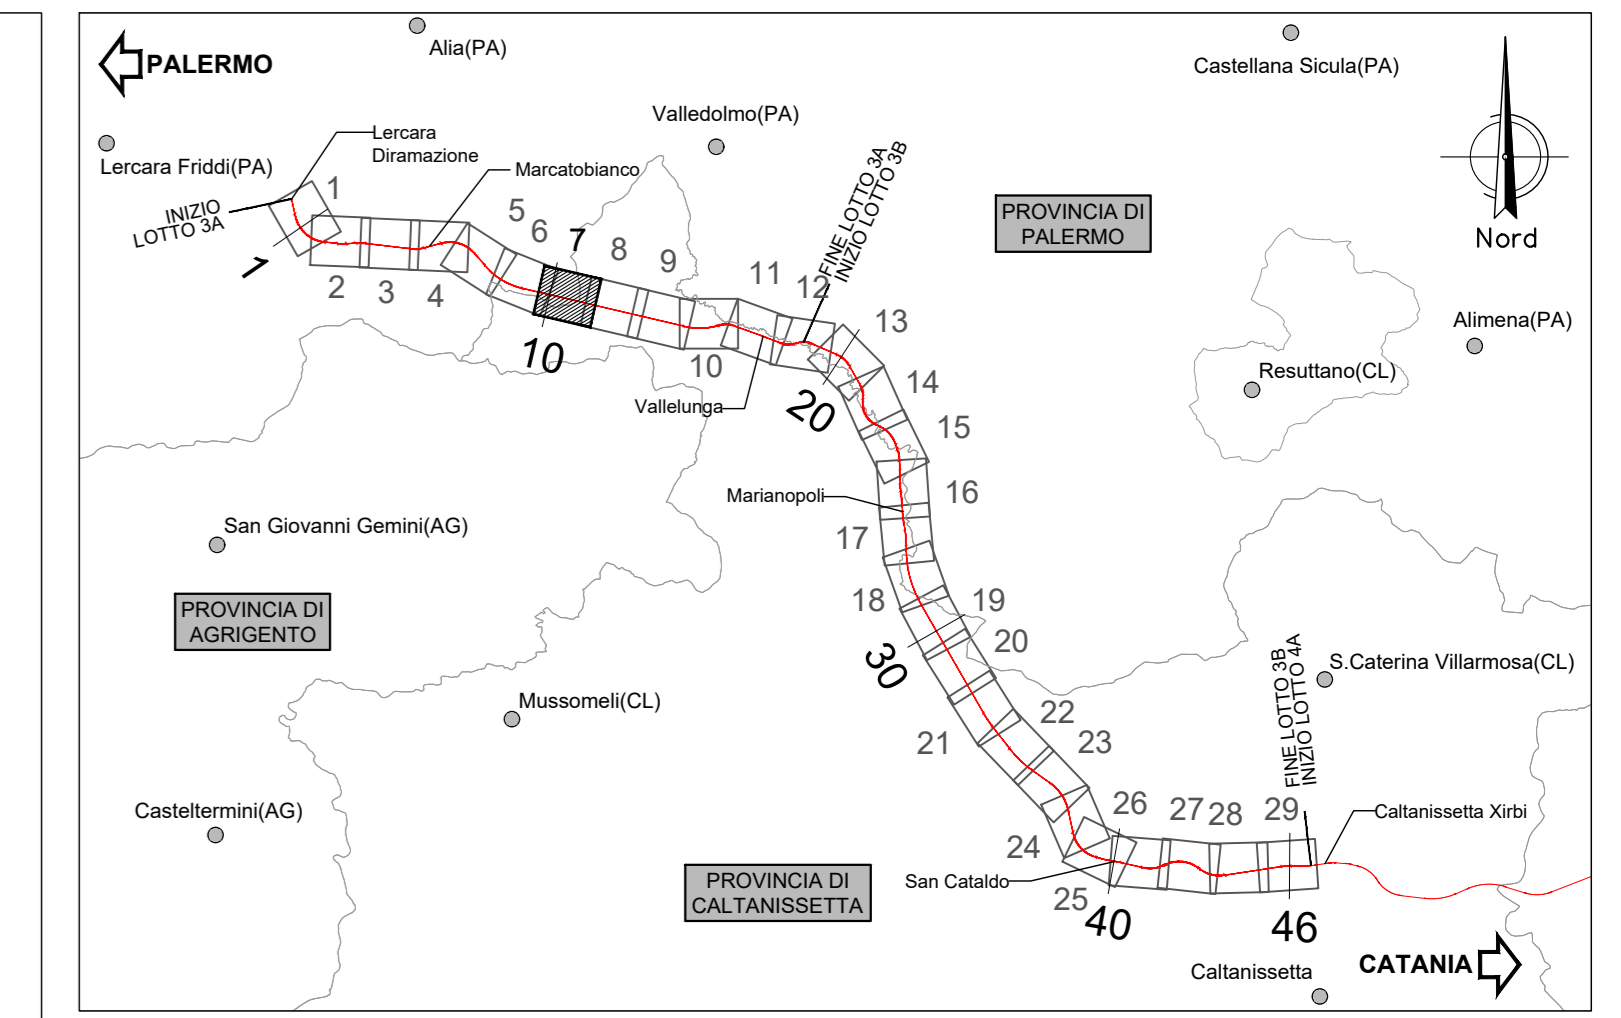 PALERMO
Alia(PA)
Castellana Sicula(PA)
Valledolmo(PA)
Lercara Friddi(PA)
Lercara
Diramazione
Marcatobianco
INIZIO
LOTTO 3A
1
1
2
3
4
5
6
7
8
9
10
10
11
12
FINE LOTTO 3A
INIZIO LOTTO 3B
PROVINCIA DI
PALERMO
Nord
13
Alimena(PA)
Resuttano(CL)
14
Vallelunga
20
15
Marianopoli
16
17
San Giovanni Gemini(AG)
PROVINCIA DI
AGRIGENTO
18
19
20
30
S.Caterina Villarmosa(CL)
FINE LOTTO 3B
INIZIO LOTTO 4A
Mussomeli(CL)
21
22
23
Casteltermini(AG)
24
25
26
27
28
29
Caltanissetta Xirbi
San Cataldo
PROVINCIA DI
CALTANISSETTA
40
46
Caltanissetta
CATANIA